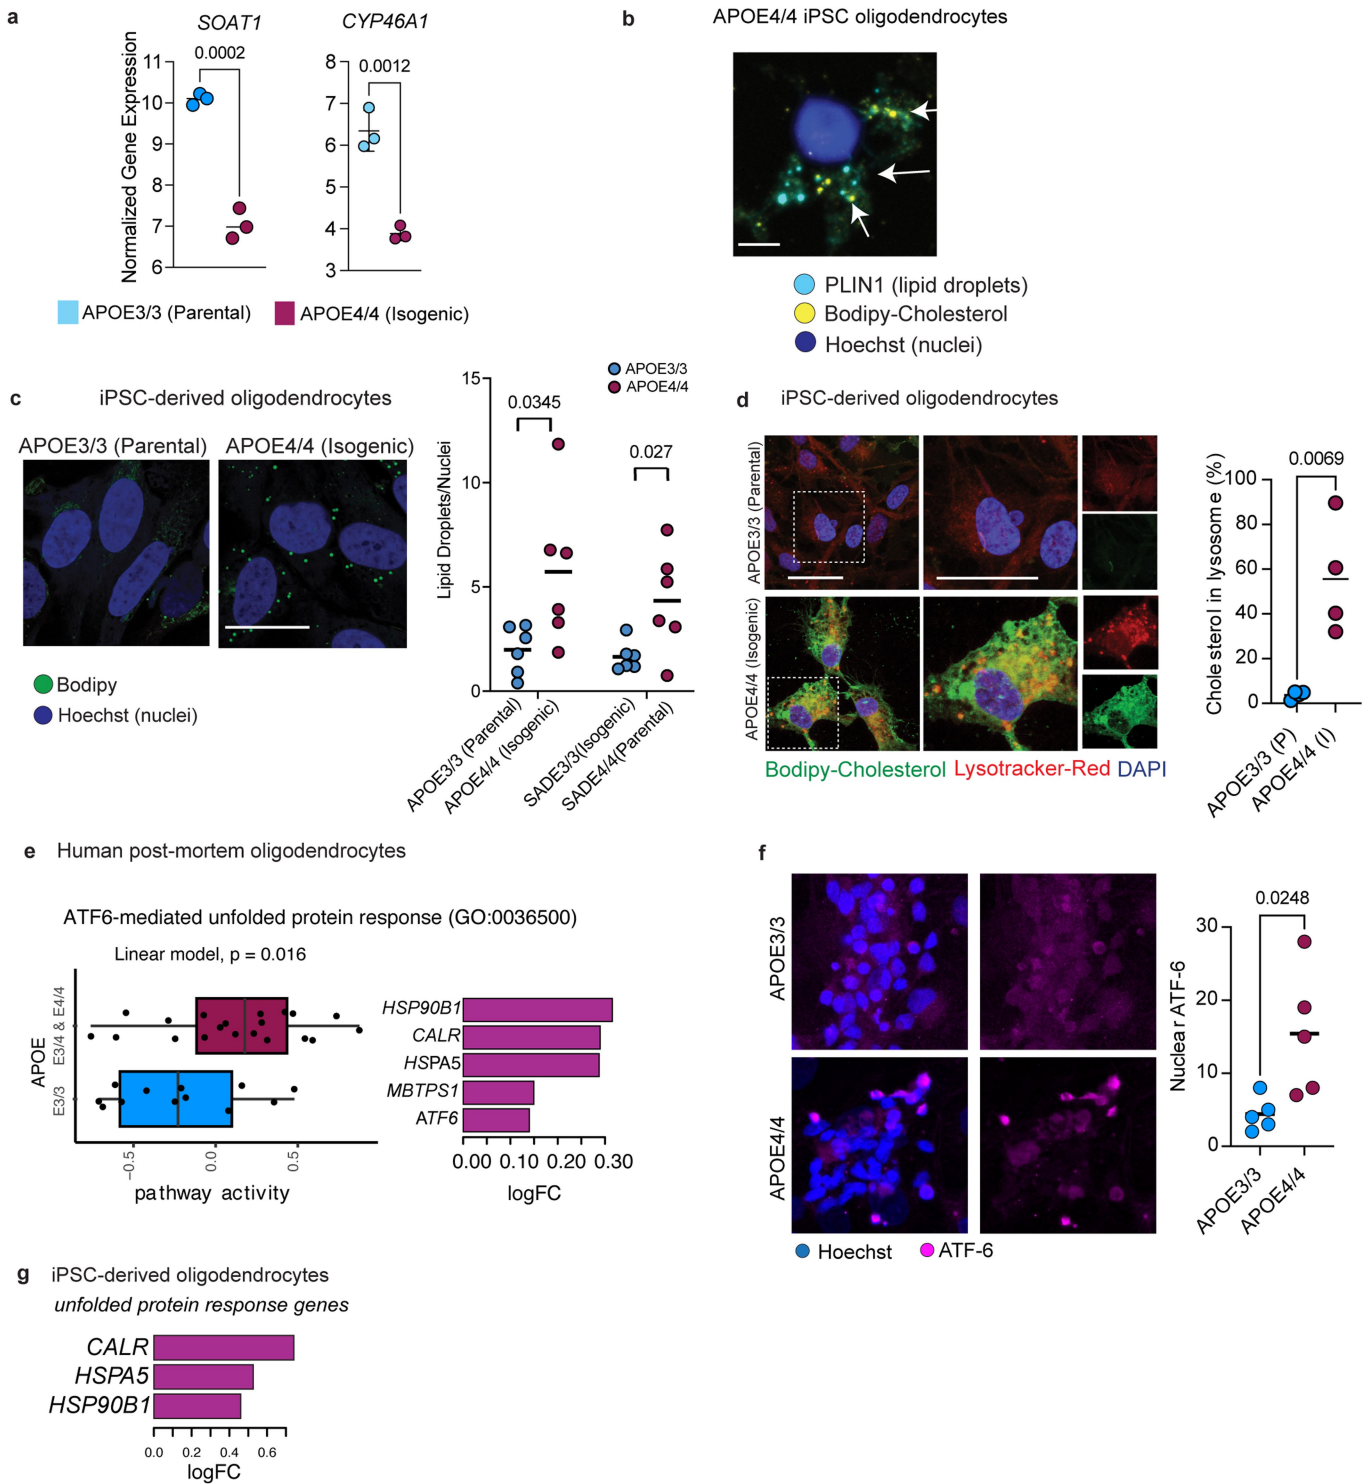 a
SOAT1
CYP46A1
0.0002
0.0012
Normalized Gene Expression
11
10
9
8
7
6
8
7
6
5
4
3
APOE3/3 (Parental)
APOE4/4 (Isogenic)
b
APOE4/4 iPSC oligodendrocytes
PLIN1 (lipid droplets)
Bodipy-Cholesterol
Hoechst (nuclei)
c
iPSC-derived oligodendrocytes
APOE3/3 (Parental)
APOE4/4 (Isogenic)
Bodipy
Hoechst (nuclei)
APOE3/3
APOE4/4
Lipid Droplets/Nuclei
15
10
5
0
0.0345
0.027
APOE3/3 (Parental)
APOE4/4 (Isogenic)
SADE3/3(Isogenic)
SADE4/4(Parental)
d
iPSC-derived oligodendrocytes
APOE3/3 (Parental)
APOE4/4 (Isogenic)
Bodipy-Cholesterol Lysotracker-Red DAPI
Cholesterol in lysosome (%)
0.0069
100
80
60
40
20
0
APOE3/3 (P)
APOE4/4 (I)
e
Human post-mortem oligodendrocytes
ATF6-mediated unfolded protein response (GO:0036500)
Linear model, p = 0.016
APOE
E3/4 & E4/4
E3/3
−0.5
0.0
0.5
pathway activity
HSP90B1
CALR
HSPA5
MBTPS1
ATF6
0.00 0.10 0.20 0.30
logFC
f
APOE3/3
APOE4/4
Hoechst
ATF-6
Nuclear ATF-6
0.0248
30
20
10
0
APOE3/3
APOE4/4
g
iPSC-derived oligodendrocytes
unfolded protein response genes
CALR
HSPA5
HSP90B1
0.0 0.2 0.4 0.6
logFC